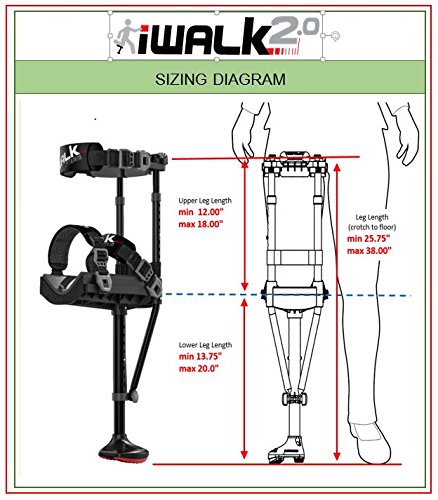 iWALK2.0
SIZING DIAGRAM
ALK
Upper Leg Length
min 12.00"
max 18.00"
Leg Length
(crotch to floor)
min 25.75"
max 38.00"
Lower Leg Length
min 13.75"
max 20.0"